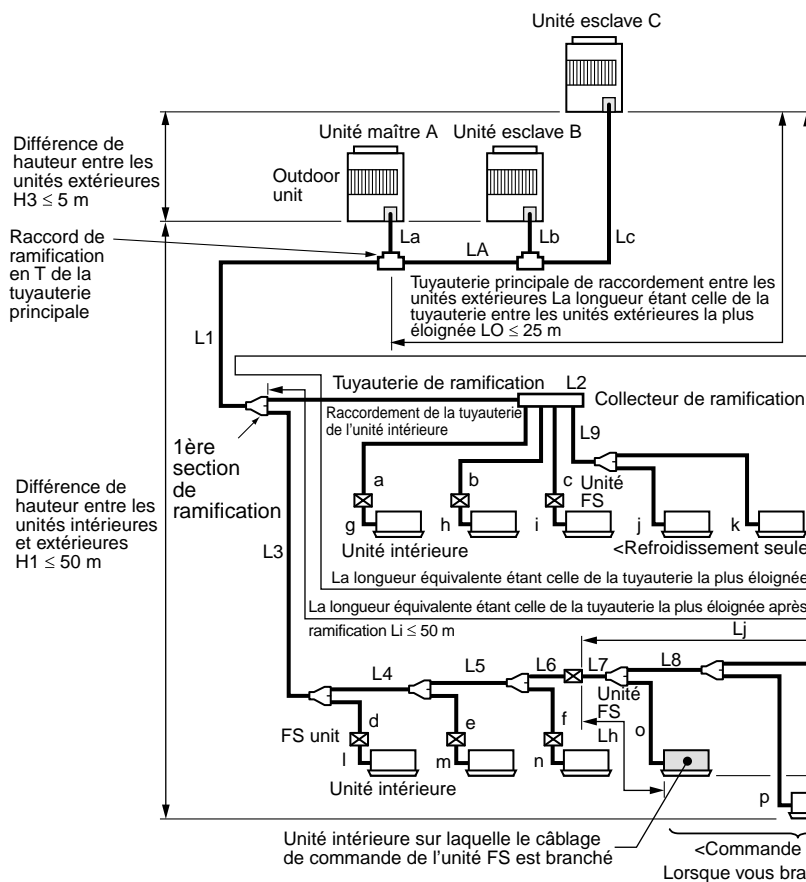 Unité esclave C
Différence de
hauteur entre les
unités extérieures
H3 ≤ 5 m
Unité maître A
Unité esclave B
Outdoor
unit
Raccord de
ramification
en T de la
tuyauterie
principale
La
LA
Lb
Lc
Tuyauterie principale de raccordement entre les
unités extérieures La longueur étant celle de la
tuyauterie entre les unités extérieures la plus
éloignée LO ≤ 25 m
L1
Tuyauterie de ramification
L2
Collecteur de ramification
Raccordement de la tuyauterie
de l'unité intérieure
L9
1ère
section
de
ramification
a
b
c
Unité
FS
g
h
i
j
k
Unité intérieure
<Refroidissement seule
Différence de
hauteur entre les
unités intérieures
et extérieures
H1 ≤ 50 m
L3
La longueur équivalente étant celle de la tuyauterie la plus éloignée
La longueur équivalente étant celle de la tuyauterie la plus éloignée après
ramification Li ≤ 50 m
Lj
L4
L5
L6
L7
L8
Unité
FS
FS unit
d
e
f
Lh
o
l
m
n
Unité intérieure
p
Unité intérieure sur laquelle le câblage
de commande de l'unité FS est branché
<Commande
Lorsque vous bra